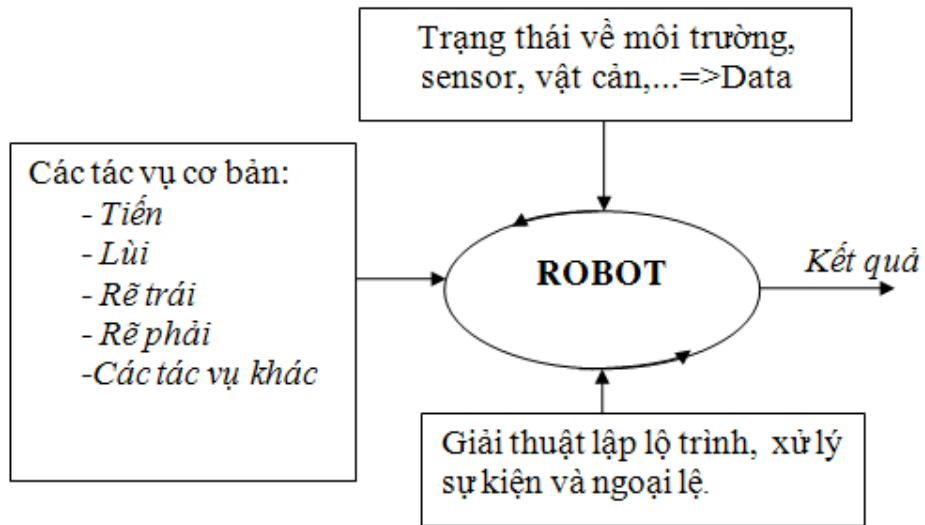 Trạng thái về môi trường,
sensor, vật cản,...=>Data
Các tác vụ cơ bản:
- Tiến
- Lùi
- Rẽ trái
- Rẽ phải
-Các tác vụ khác
ROBOT
Kết quả
Giải thuật lập lộ trình, xử lý
sự kiện và ngoại lệ.